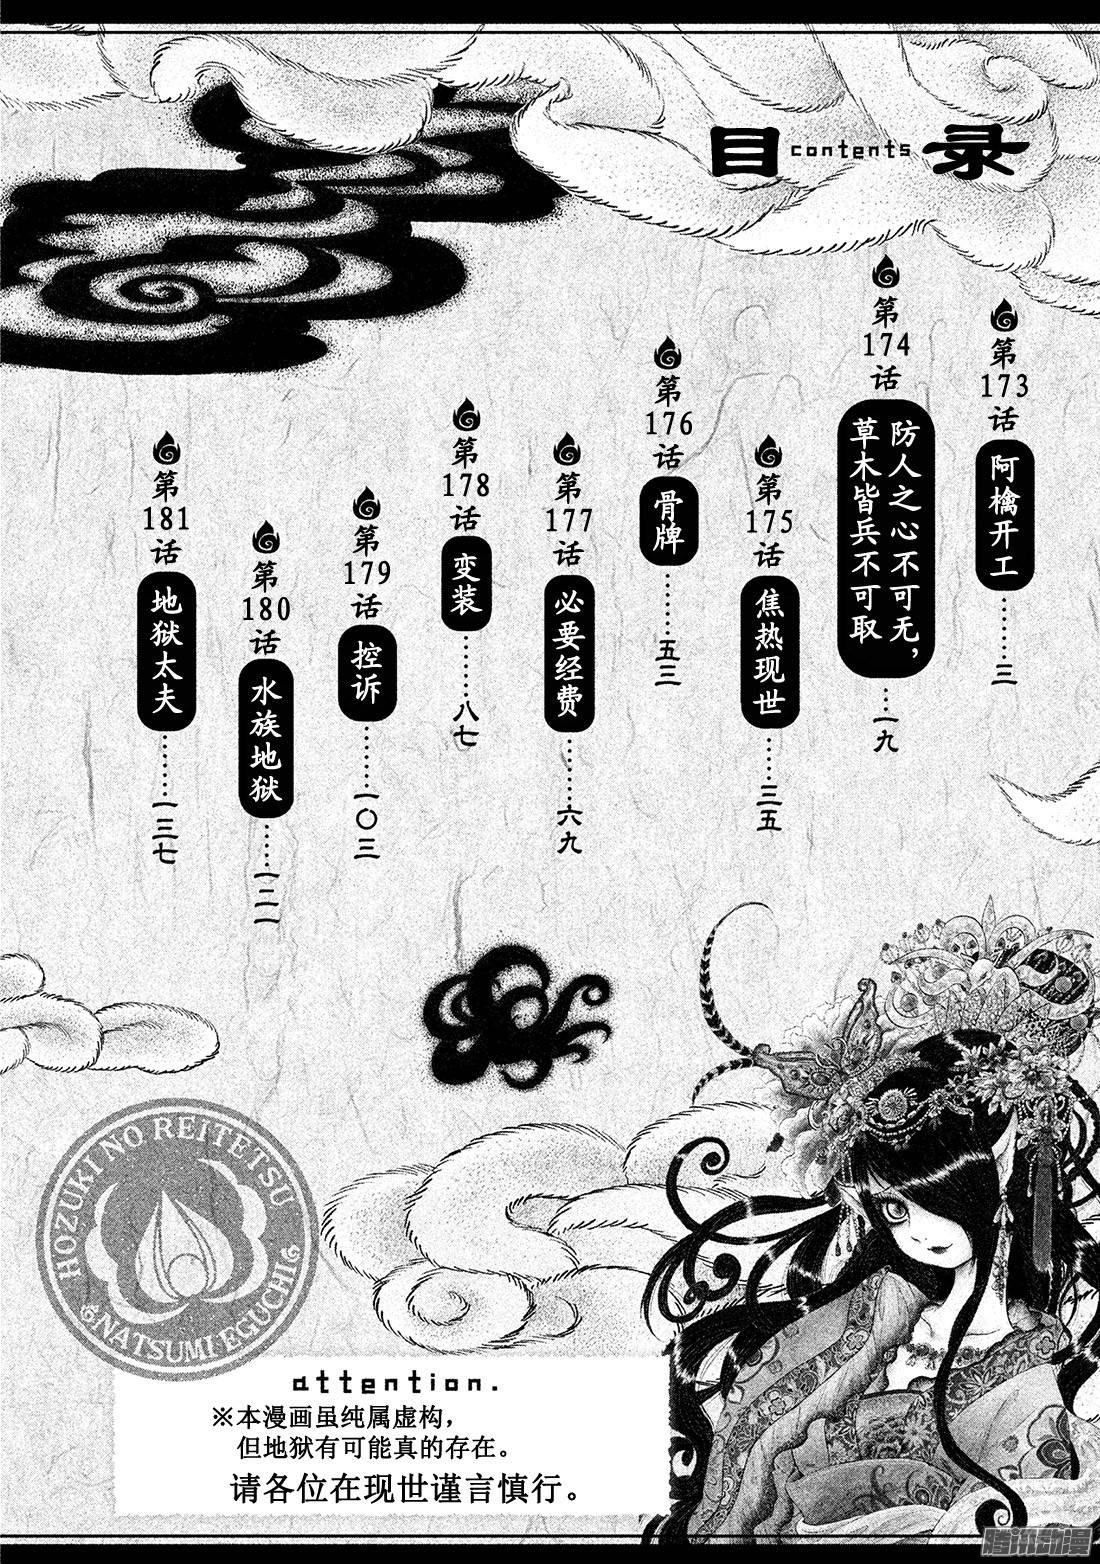 目 contents 录
第173话
阿檎开工
……三
第174话
防人之心不可无，
草木皆兵不可取
……一九
第175话
焦热现世
……三五
第176话
骨牌
……五三
第177话
必要经费
……六九
第178话
变装
……八七
第179话
控诉
……一〇三
第180话
水族地狱
……一二一
第181话
地狱太夫
……一三七
HOZUKI NO REITETSU
NATSUMI EGUCHI
attention.
※本漫画虽纯属虚构，
但地狱有可能真的存在。
请各位在现世谨言慎行。
腾讯动漫